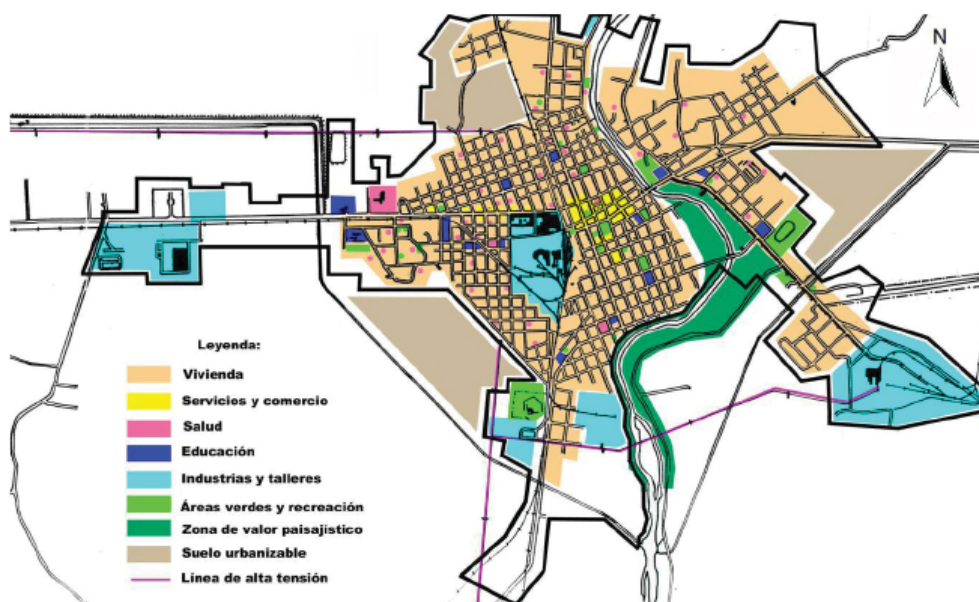 N
Leyenda:
Vivienda
Servicios y comercio
Salud
Educación
Industrias y talleres
Áreas verdes y recreación
Zona de valor paisajístico
Suelo urbanizable
Línea de alta tensión